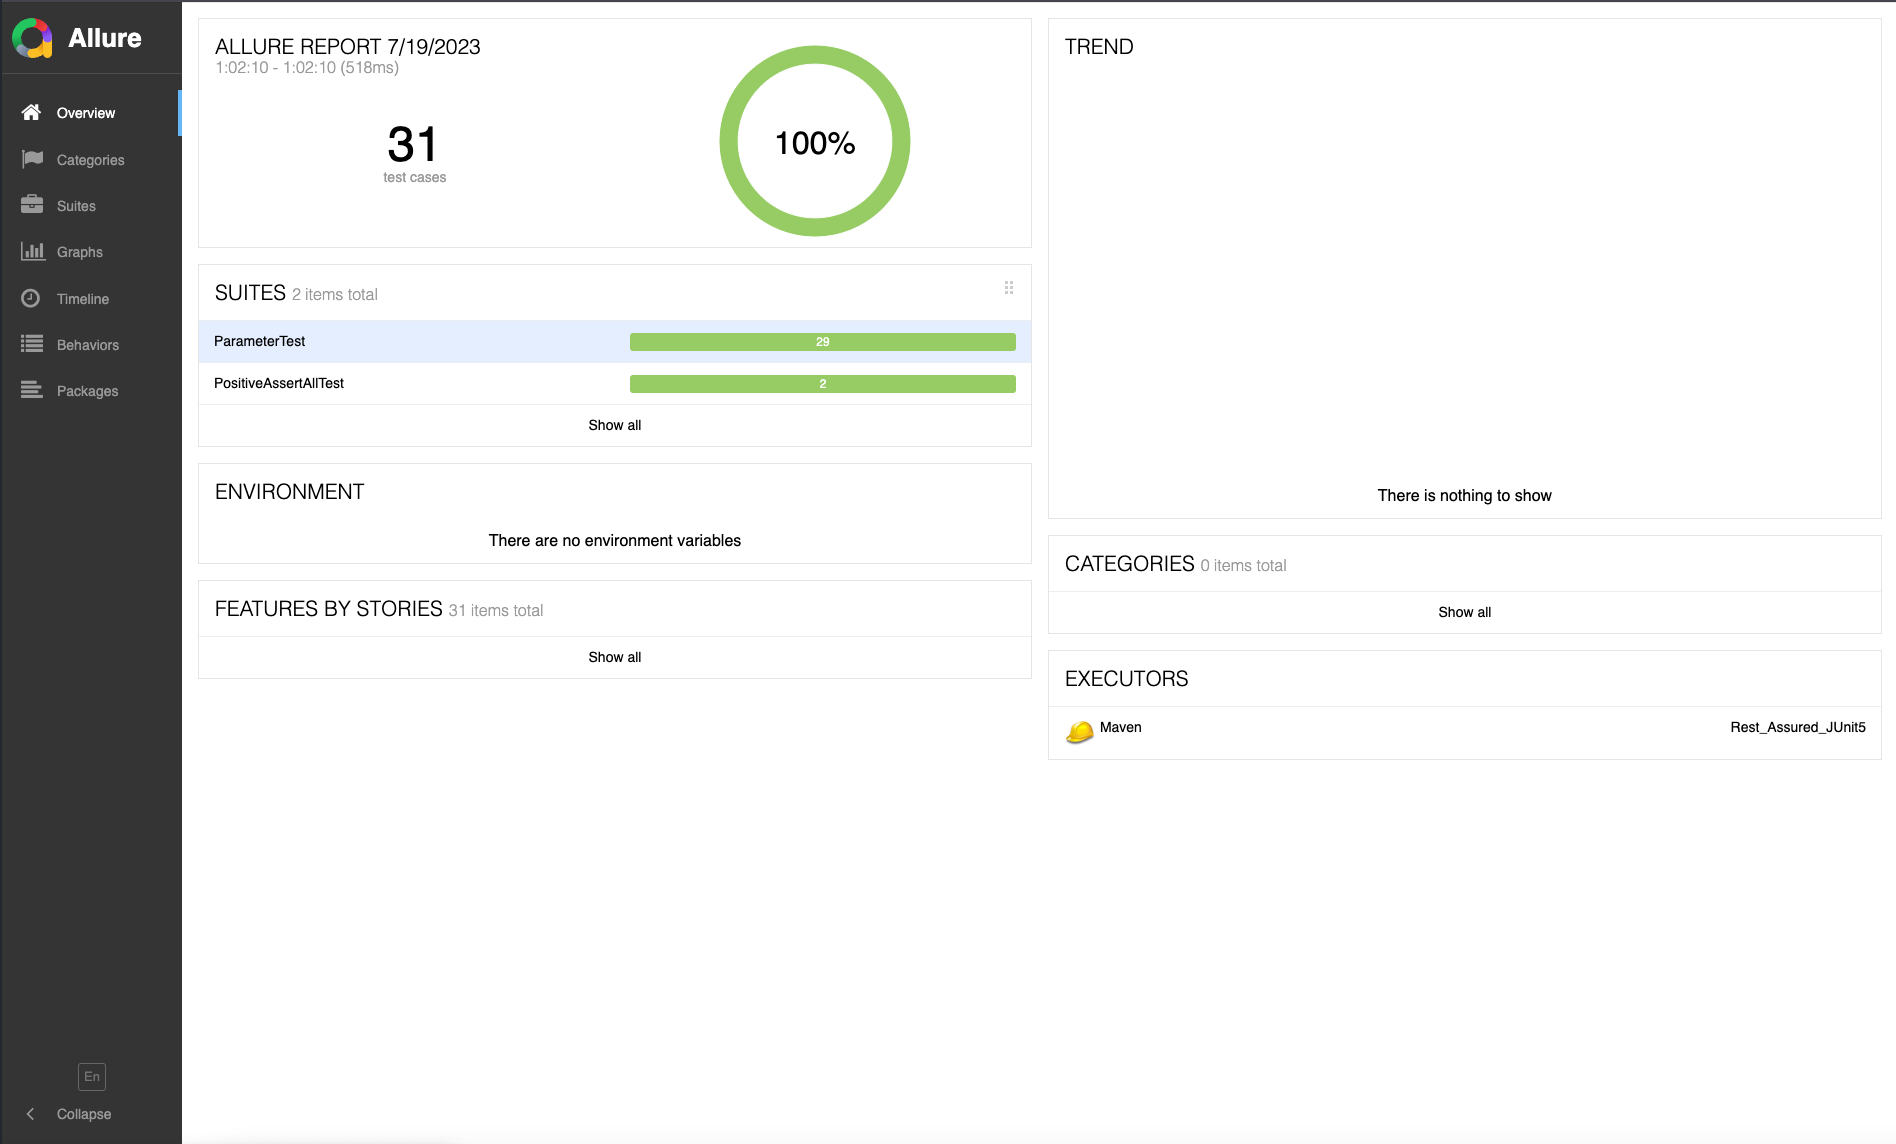 Allure
Overview
Categories
Suites
Graphs
Timeline
Behaviors
Packages
En
Collapse
ALLURE REPORT 7/19/2023
1:02:10 - 1:02:10 (518ms)
31
test cases
100%
SUITES 2 items total
ParameterTest 29
PositiveAssertAllTest 2
Show all
ENVIRONMENT
There are no environment variables
FEATURES BY STORIES 31 items total
Show all
TREND
There is nothing to show
CATEGORIES 0 items total
Show all
EXECUTORS
Maven Rest_Assured_JUnit5